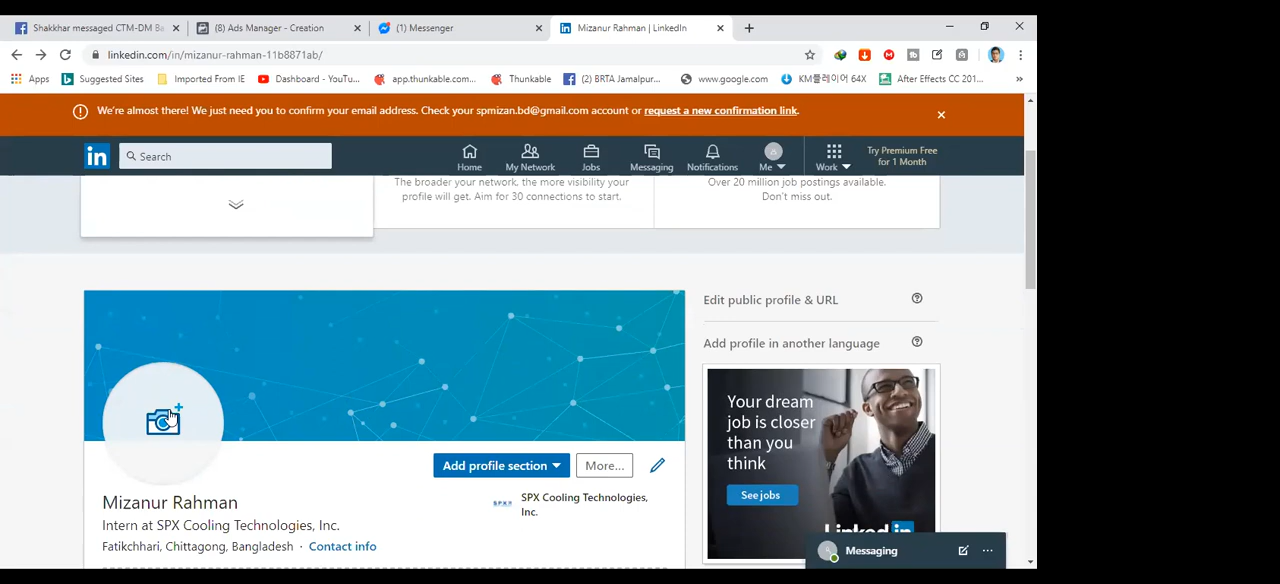 Shakkhar messaged CTM-DM Ba
(8) Ads Manager - Creation
(1) Messenger
Mizanur Rahman | LinkedIn
linkedin.com/in/mizanur-rahman-11b8871ab/
Apps
Suggested Sites
Imported From IE
Dashboard - YouTu...
app.thunkable.com...
Thunkable
(2) BRTA Jamalpur...
www.google.com
KM플레이어 64X
After Effects CC 201...
We're almost there! We just need you to confirm your email address. Check your spmizan.bd@gmail.com account or request a new confirmation link.
in
Search
Home
My Network
Jobs
Messaging
Notifications
Me
Work
Try Premium Free
for 1 Month
The broader your network, the more visibility your
profile will get. Aim for 30 connections to start.
Over 20 million job postings available.
Don't miss out.
Edit public profile & URL
Add profile in another language
Your dream
job is closer
than you
think
See jobs
Linked in
Add profile section
More...
Mizanur Rahman
SPX Cooling Technologies,
Inc.
Intern at SPX Cooling Technologies, Inc.
Fatikchhari, Chittagong, Bangladesh · Contact info
Messaging